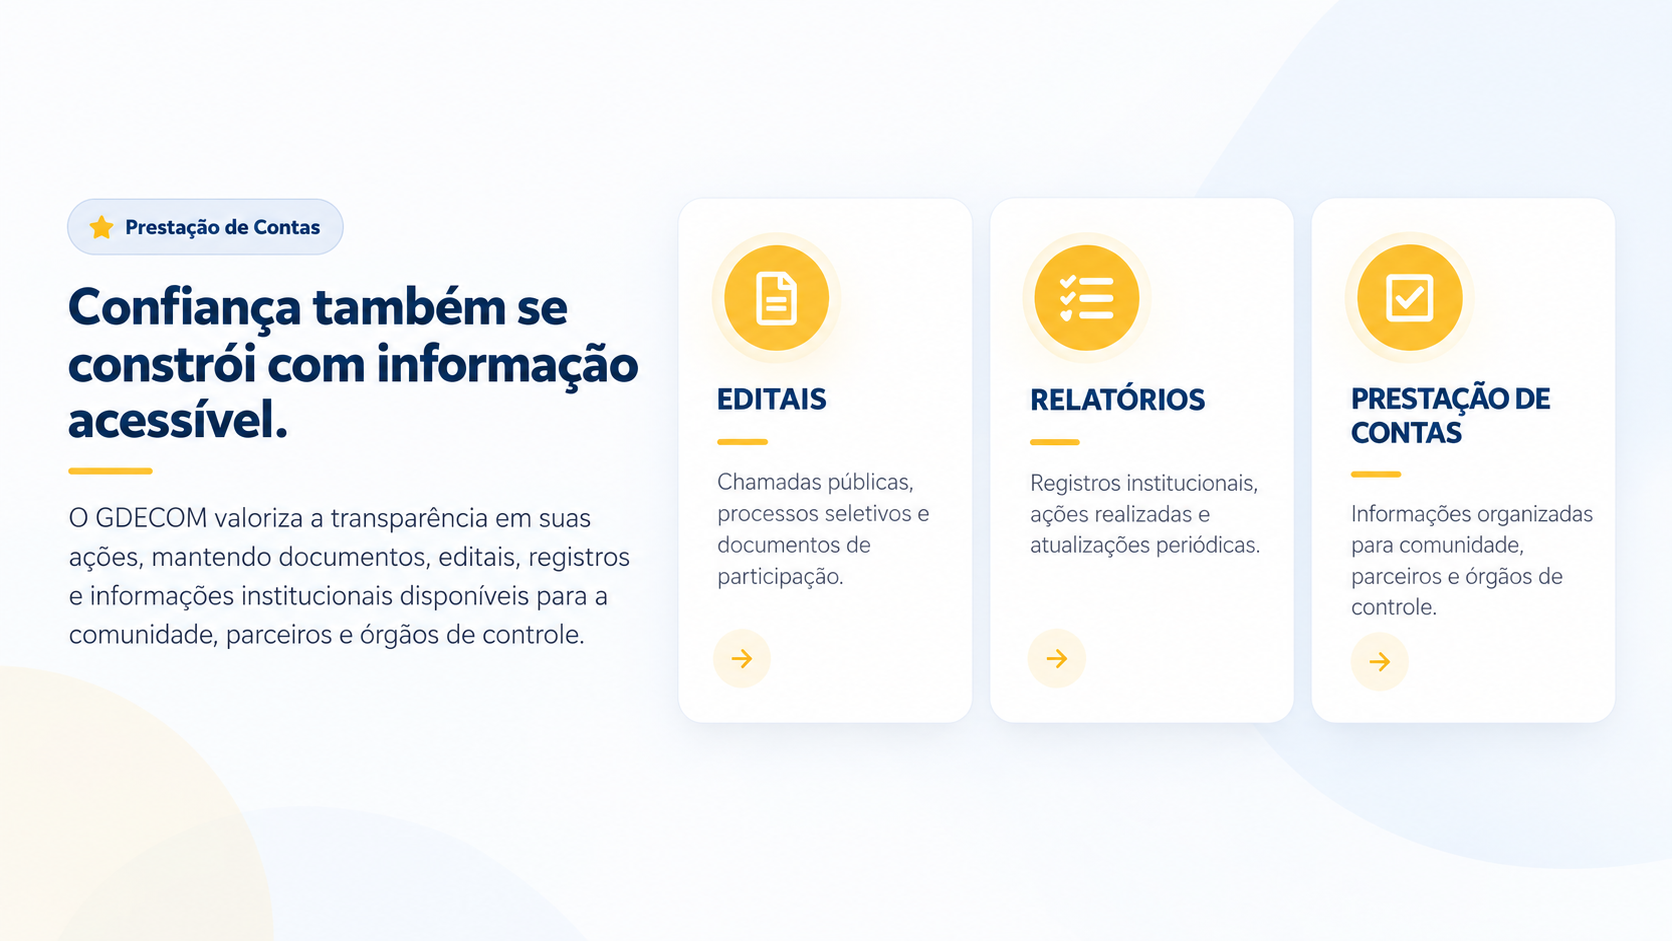 Prestação de Contas
Confiança também se
constrói com informação
acessível.
O GDECOM valoriza a transparência em suas
ações, mantendo documentos, editais, registros
e informações institucionais disponíveis para a
comunidade, parceiros e órgãos de controle.
EDITAIS
Chamadas públicas,
processos seletivos e
documentos de
participação.
RELATÓRIOS
Registros institucionais,
ações realizadas e
atualizações periódicas.
PRESTAÇÃO DE
CONTAS
Informações organizadas
para comunidade,
parceiros e órgãos de
controle.